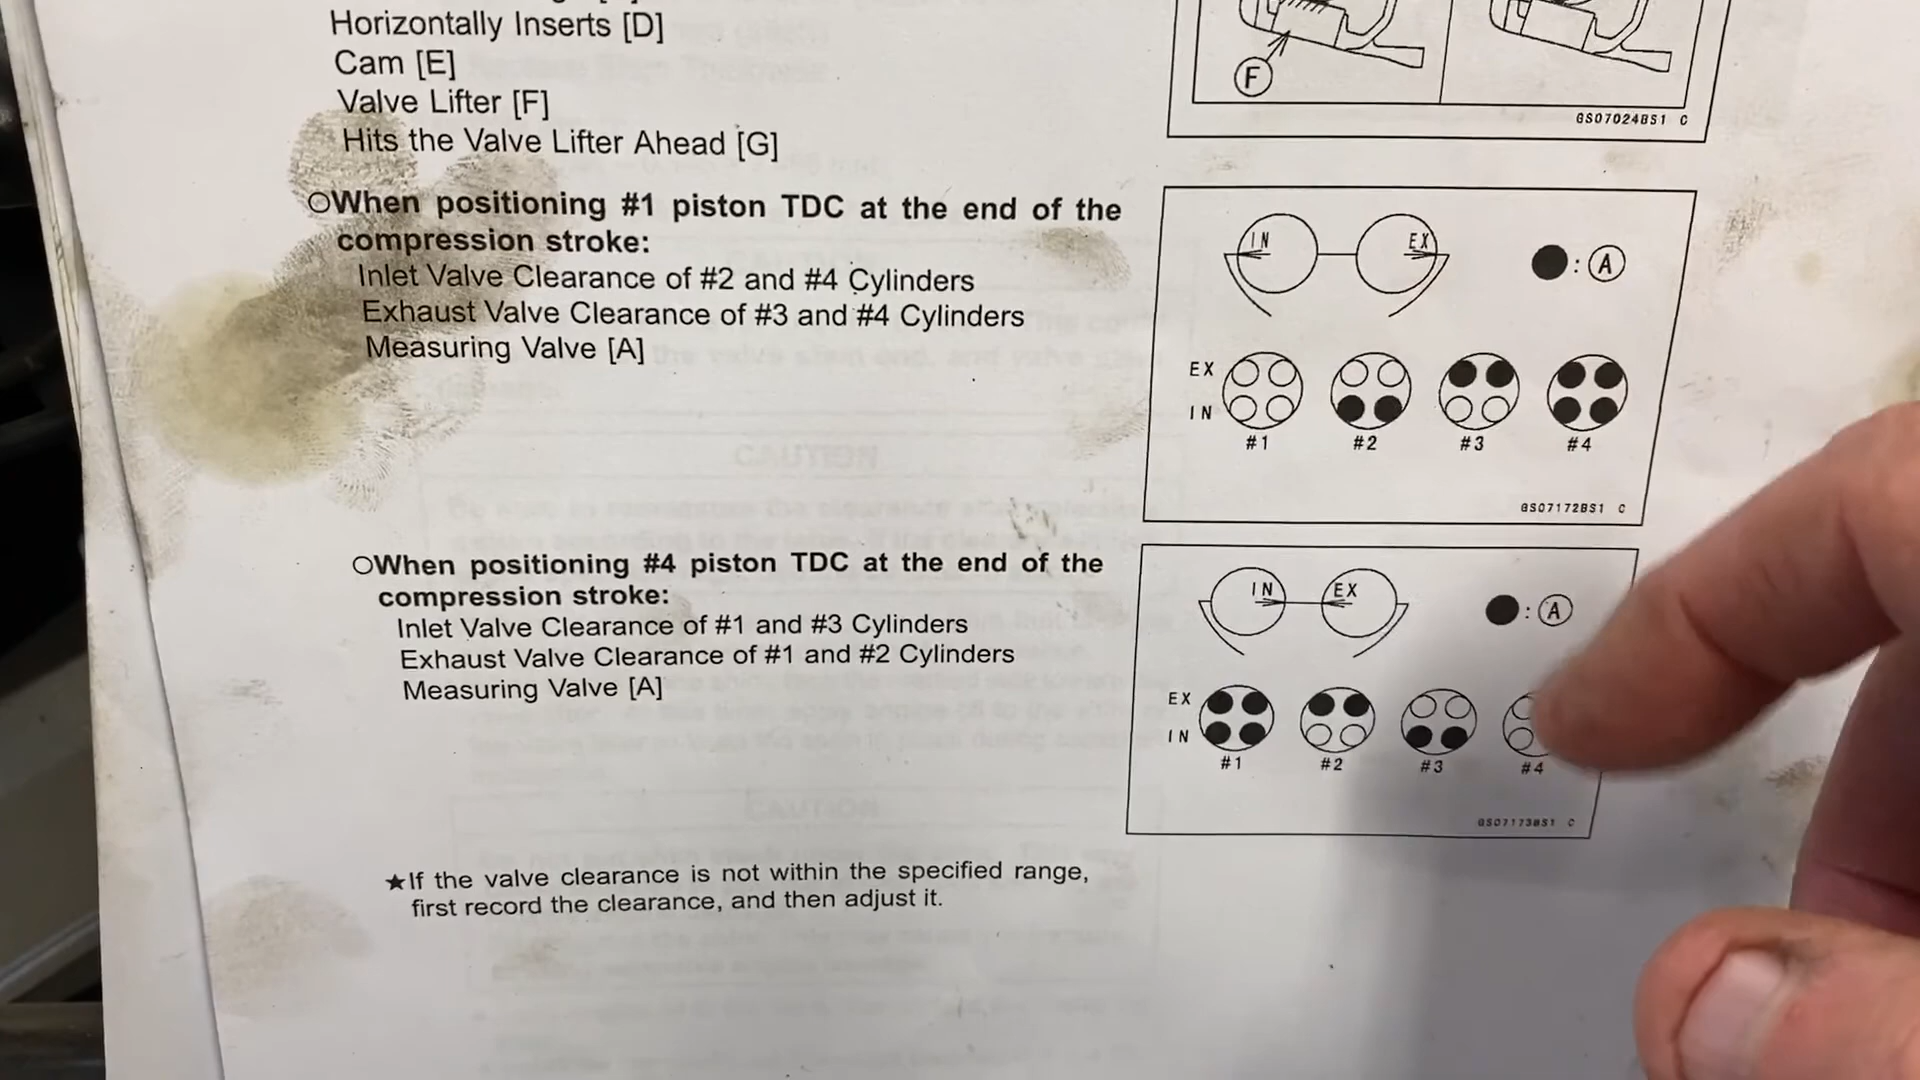 Horizontally Inserts [D]
Cam [E]
Valve Lifter [F]
Hits the Valve Lifter Ahead [G]
F
GS07024BS1 C
○When positioning #1 piston TDC at the end of the
compression stroke:
Inlet Valve Clearance of #2 and #4 Cylinders
Exhaust Valve Clearance of #3 and #4 Cylinders
Measuring Valve [A]
IN EX ● : A
EX
IN
#1 #2 #3 #4
GS07172BS1 C
○When positioning #4 piston TDC at the end of the
compression stroke:
Inlet Valve Clearance of #1 and #3 Cylinders
Exhaust Valve Clearance of #1 and #2 Cylinders
Measuring Valve [A]
IN EX ● : A
EX
IN
#1 #2 #3 #4
GS07173BS1 C
★If the valve clearance is not within the specified range,
first record the clearance, and then adjust it.